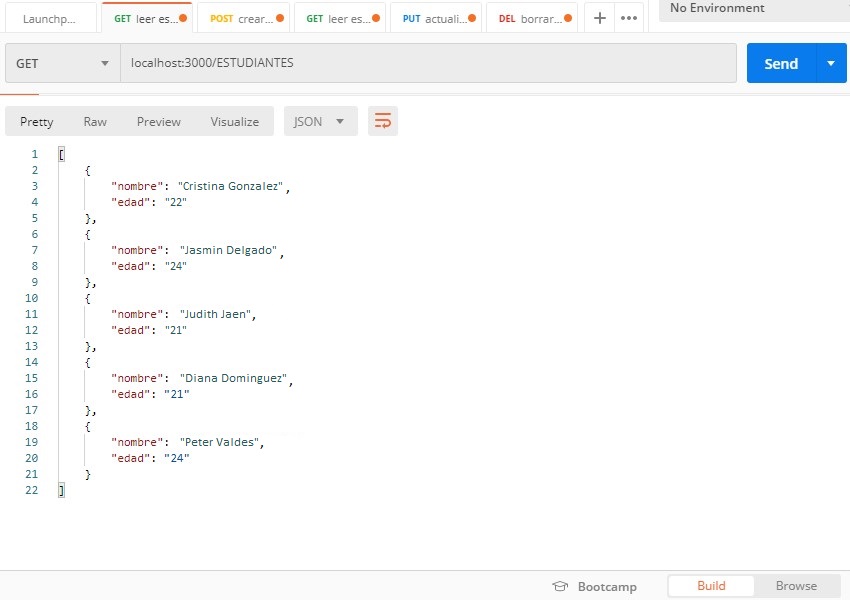 Launchp... GET leer es... POST crear... GET leer es... PUT actuali... DEL borrar... + ••• No Environment
GET localhost:3000/ESTUDIANTES Send
Pretty Raw Preview Visualize JSON
1 [
2 {
3 "nombre": "Cristina Gonzalez",
4 "edad": "22"
5 },
6 {
7 "nombre": "Jasmin Delgado",
8 "edad": "24"
9 },
10 {
11 "nombre": "Judith Jaen",
12 "edad": "21"
13 },
14 {
15 "nombre": "Diana Dominguez",
16 "edad": "21"
17 },
18 {
19 "nombre": "Peter Valdes",
20 "edad": "24"
21 }
22 ]
Bootcamp Build Browse